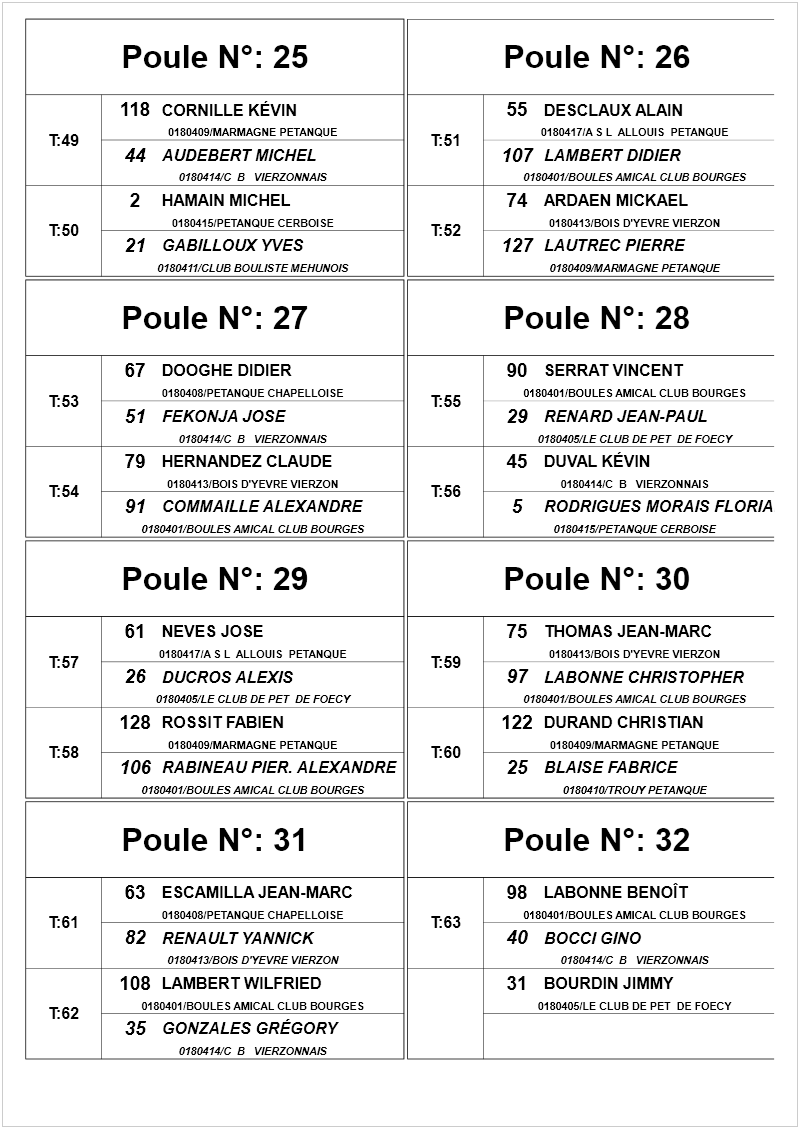 Poule N°: 25
T:49
118 CORNILLE KÉVIN
0180409/MARMAGNE PETANQUE
44 AUDEBERT MICHEL
0180414/C B VIERZONNAIS
T:50
2 HAMAIN MICHEL
0180415/PETANQUE CERBOISE
21 GABILLOUX YVES
0180411/CLUB BOULISTE MEHUNOIS
Poule N°: 26
T:51
55 DESCLAUX ALAIN
0180417/A S L ALLOUIS PETANQUE
107 LAMBERT DIDIER
0180401/BOULES AMICAL CLUB BOURGES
T:52
74 ARDAEN MICKAEL
0180413/BOIS D'YEVRE VIERZON
127 LAUTREC PIERRE
0180409/MARMAGNE PETANQUE
Poule N°: 27
T:53
67 DOOGHE DIDIER
0180408/PETANQUE CHAPELLOISE
51 FEKONJA JOSE
0180414/C B VIERZONNAIS
T:54
79 HERNANDEZ CLAUDE
0180413/BOIS D'YEVRE VIERZON
91 COMMAILLE ALEXANDRE
0180401/BOULES AMICAL CLUB BOURGES
Poule N°: 28
T:55
90 SERRAT VINCENT
0180401/BOULES AMICAL CLUB BOURGES
29 RENARD JEAN-PAUL
0180405/LE CLUB DE PET DE FOECY
T:56
45 DUVAL KÉVIN
0180414/C B VIERZONNAIS
5 RODRIGUES MORAIS FLORIA
0180415/PETANQUE CERBOISE
Poule N°: 29
T:57
61 NEVES JOSE
0180417/A S L ALLOUIS PETANQUE
26 DUCROS ALEXIS
0180405/LE CLUB DE PET DE FOECY
T:58
128 ROSSIT FABIEN
0180409/MARMAGNE PETANQUE
106 RABINEAU PIER. ALEXANDRE
0180401/BOULES AMICAL CLUB BOURGES
Poule N°: 30
T:59
75 THOMAS JEAN-MARC
0180413/BOIS D'YEVRE VIERZON
97 LABONNE CHRISTOPHER
0180401/BOULES AMICAL CLUB BOURGES
T:60
122 DURAND CHRISTIAN
0180409/MARMAGNE PETANQUE
25 BLAISE FABRICE
0180410/TROUY PETANQUE
Poule N°: 31
T:61
63 ESCAMILLA JEAN-MARC
0180408/PETANQUE CHAPELLOISE
82 RENAULT YANNICK
0180413/BOIS D'YEVRE VIERZON
T:62
108 LAMBERT WILFRIED
0180401/BOULES AMICAL CLUB BOURGES
35 GONZALES GRÉGORY
0180414/C B VIERZONNAIS
Poule N°: 32
T:63
98 LABONNE BENOÎT
0180401/BOULES AMICAL CLUB BOURGES
40 BOCCI GINO
0180414/C B VIERZONNAIS
31 BOURDIN JIMMY
0180405/LE CLUB DE PET DE FOECY